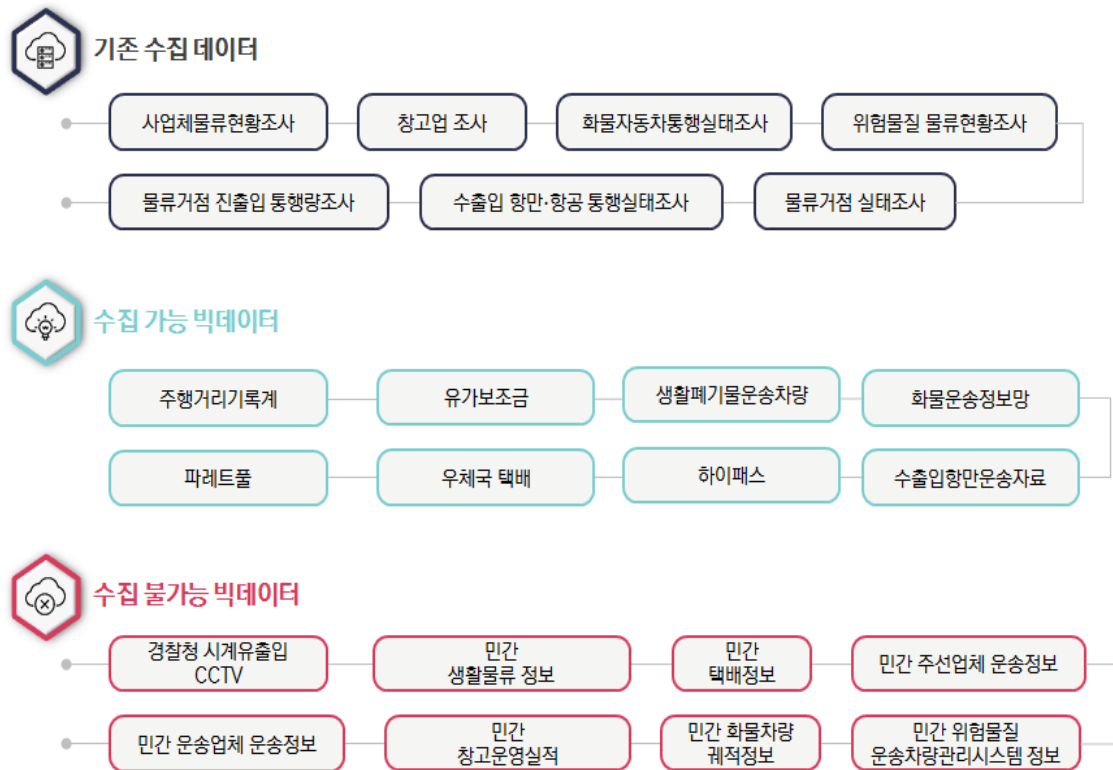 기존 수집 데이터
사업체물류현황조사
창고업 조사
화물자동차통행실태조사
위험물질 물류현황조사
물류거점 진출입 통행량조사
수출입 항만·항공 통행실태조사
물류거점 실태조사
수집 가능 빅데이터
주행거리기록계
유가보조금
생활폐기물운송차량
화물운송정보망
파레트풀
우체국 택배
하이패스
수출입항만운송자료
수집 불가능 빅데이터
경찰청 시계유출입
CCTV
민간
생활물류 정보
민간
택배정보
민간 주선업체 운송정보
민간 운송업체 운송정보
민간
창고운영실적
민간 화물차량
궤적정보
민간 위험물질
운송차량관리시스템 정보